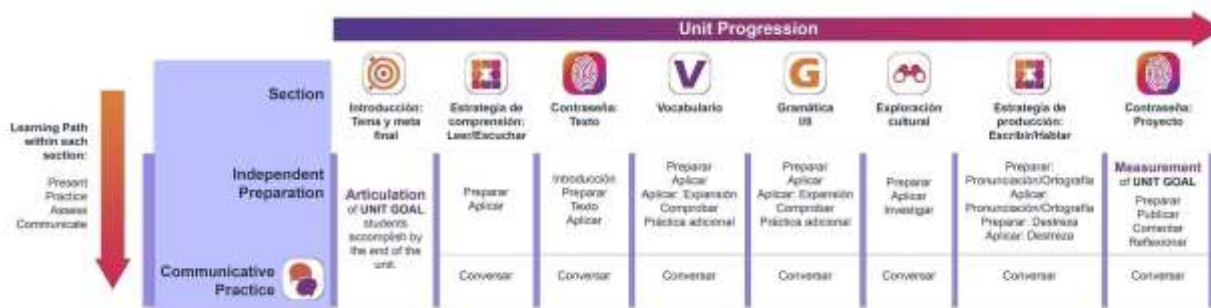 Unit Progression
Section
Introducción:
Tema y meta
final
Estrategia de
comprensión:
Leer/Escuchar
Contraseña:
Texto
Vocabulario
Gramática
I/II
Exploración
cultural
Estrategia de
producción:
Escribir/Hablar
Contraseña:
Proyecto
Learning Path
within each
section:
Present
Practice
Assess
Communicate
Independent
Preparation
Articulation
of UNIT GOAL
students
accomplish by
the end of the
unit.
Preparar
Aplicar
Introducción
Preparar
Texto
Aplicar
Preparar
Aplicar
Aplicar: Expansión
Comprobar
Práctica adicional
Preparar
Aplicar
Aplicar: Expansión
Comprobar
Práctica adicional
Preparar
Aplicar
Investigar
Preparar:
Pronunciación/Ortografía
Aplicar:
Pronunciación/Ortografía
Preparar: Destreza
Aplicar: Destreza
Measurement
of UNIT GOAL
Preparar
Publicar
Comentar
Reflexionar
Communicative
Practice
Conversar
Conversar
Conversar
Conversar
Conversar
Conversar
Conversar